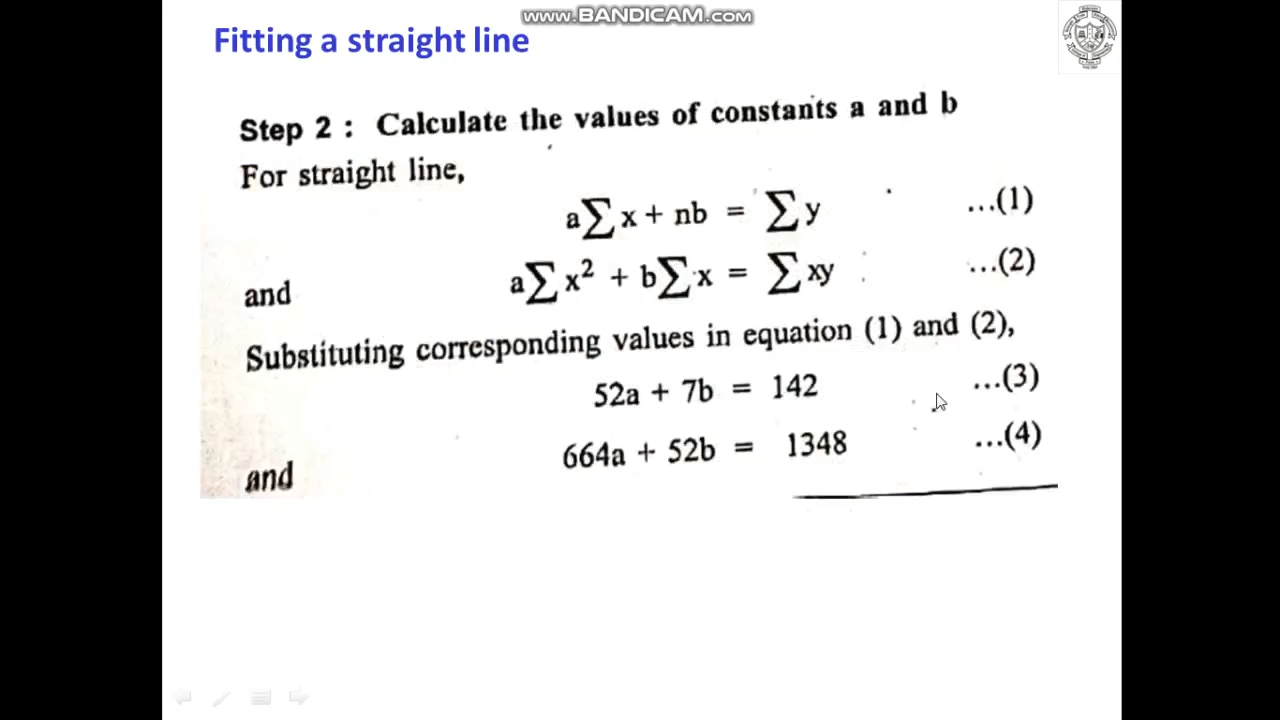 www.BANDICAM.com
Fitting a straight line
Step 2 : Calculate the values of constants a and b
For straight line,
a∑x + nb = ∑y ...(1)
and a∑x² + b∑x = ∑xy ...(2)
Substituting corresponding values in equation (1) and (2),
52a + 7b = 142 ...(3)
664a + 52b = 1348 ...(4)
and